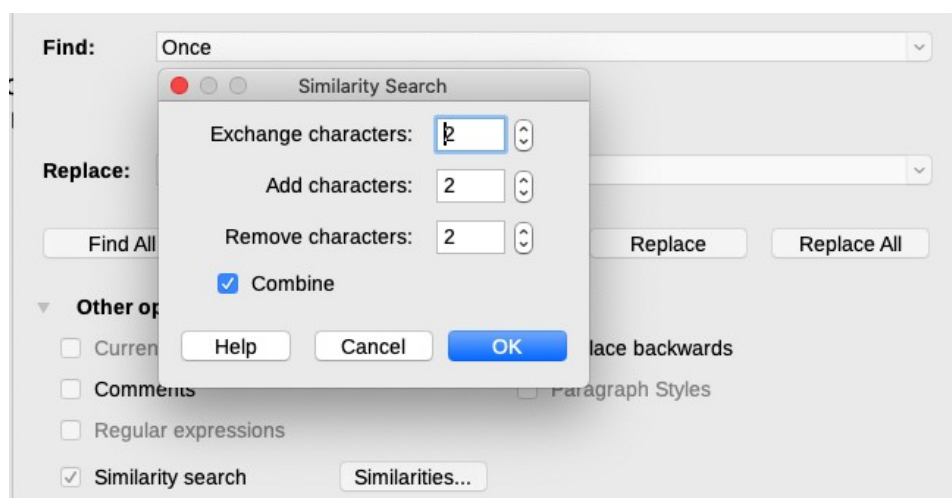 Find: Once
Similarity Search
Exchange characters: 2
Replace:
Add characters: 2
Remove characters: 2
Find All Replace Replace All
Combine
Other op
Help Cancel OK
Curren lace backwards
Comments Paragraph Styles
Regular expressions
Similarity search Similarities...